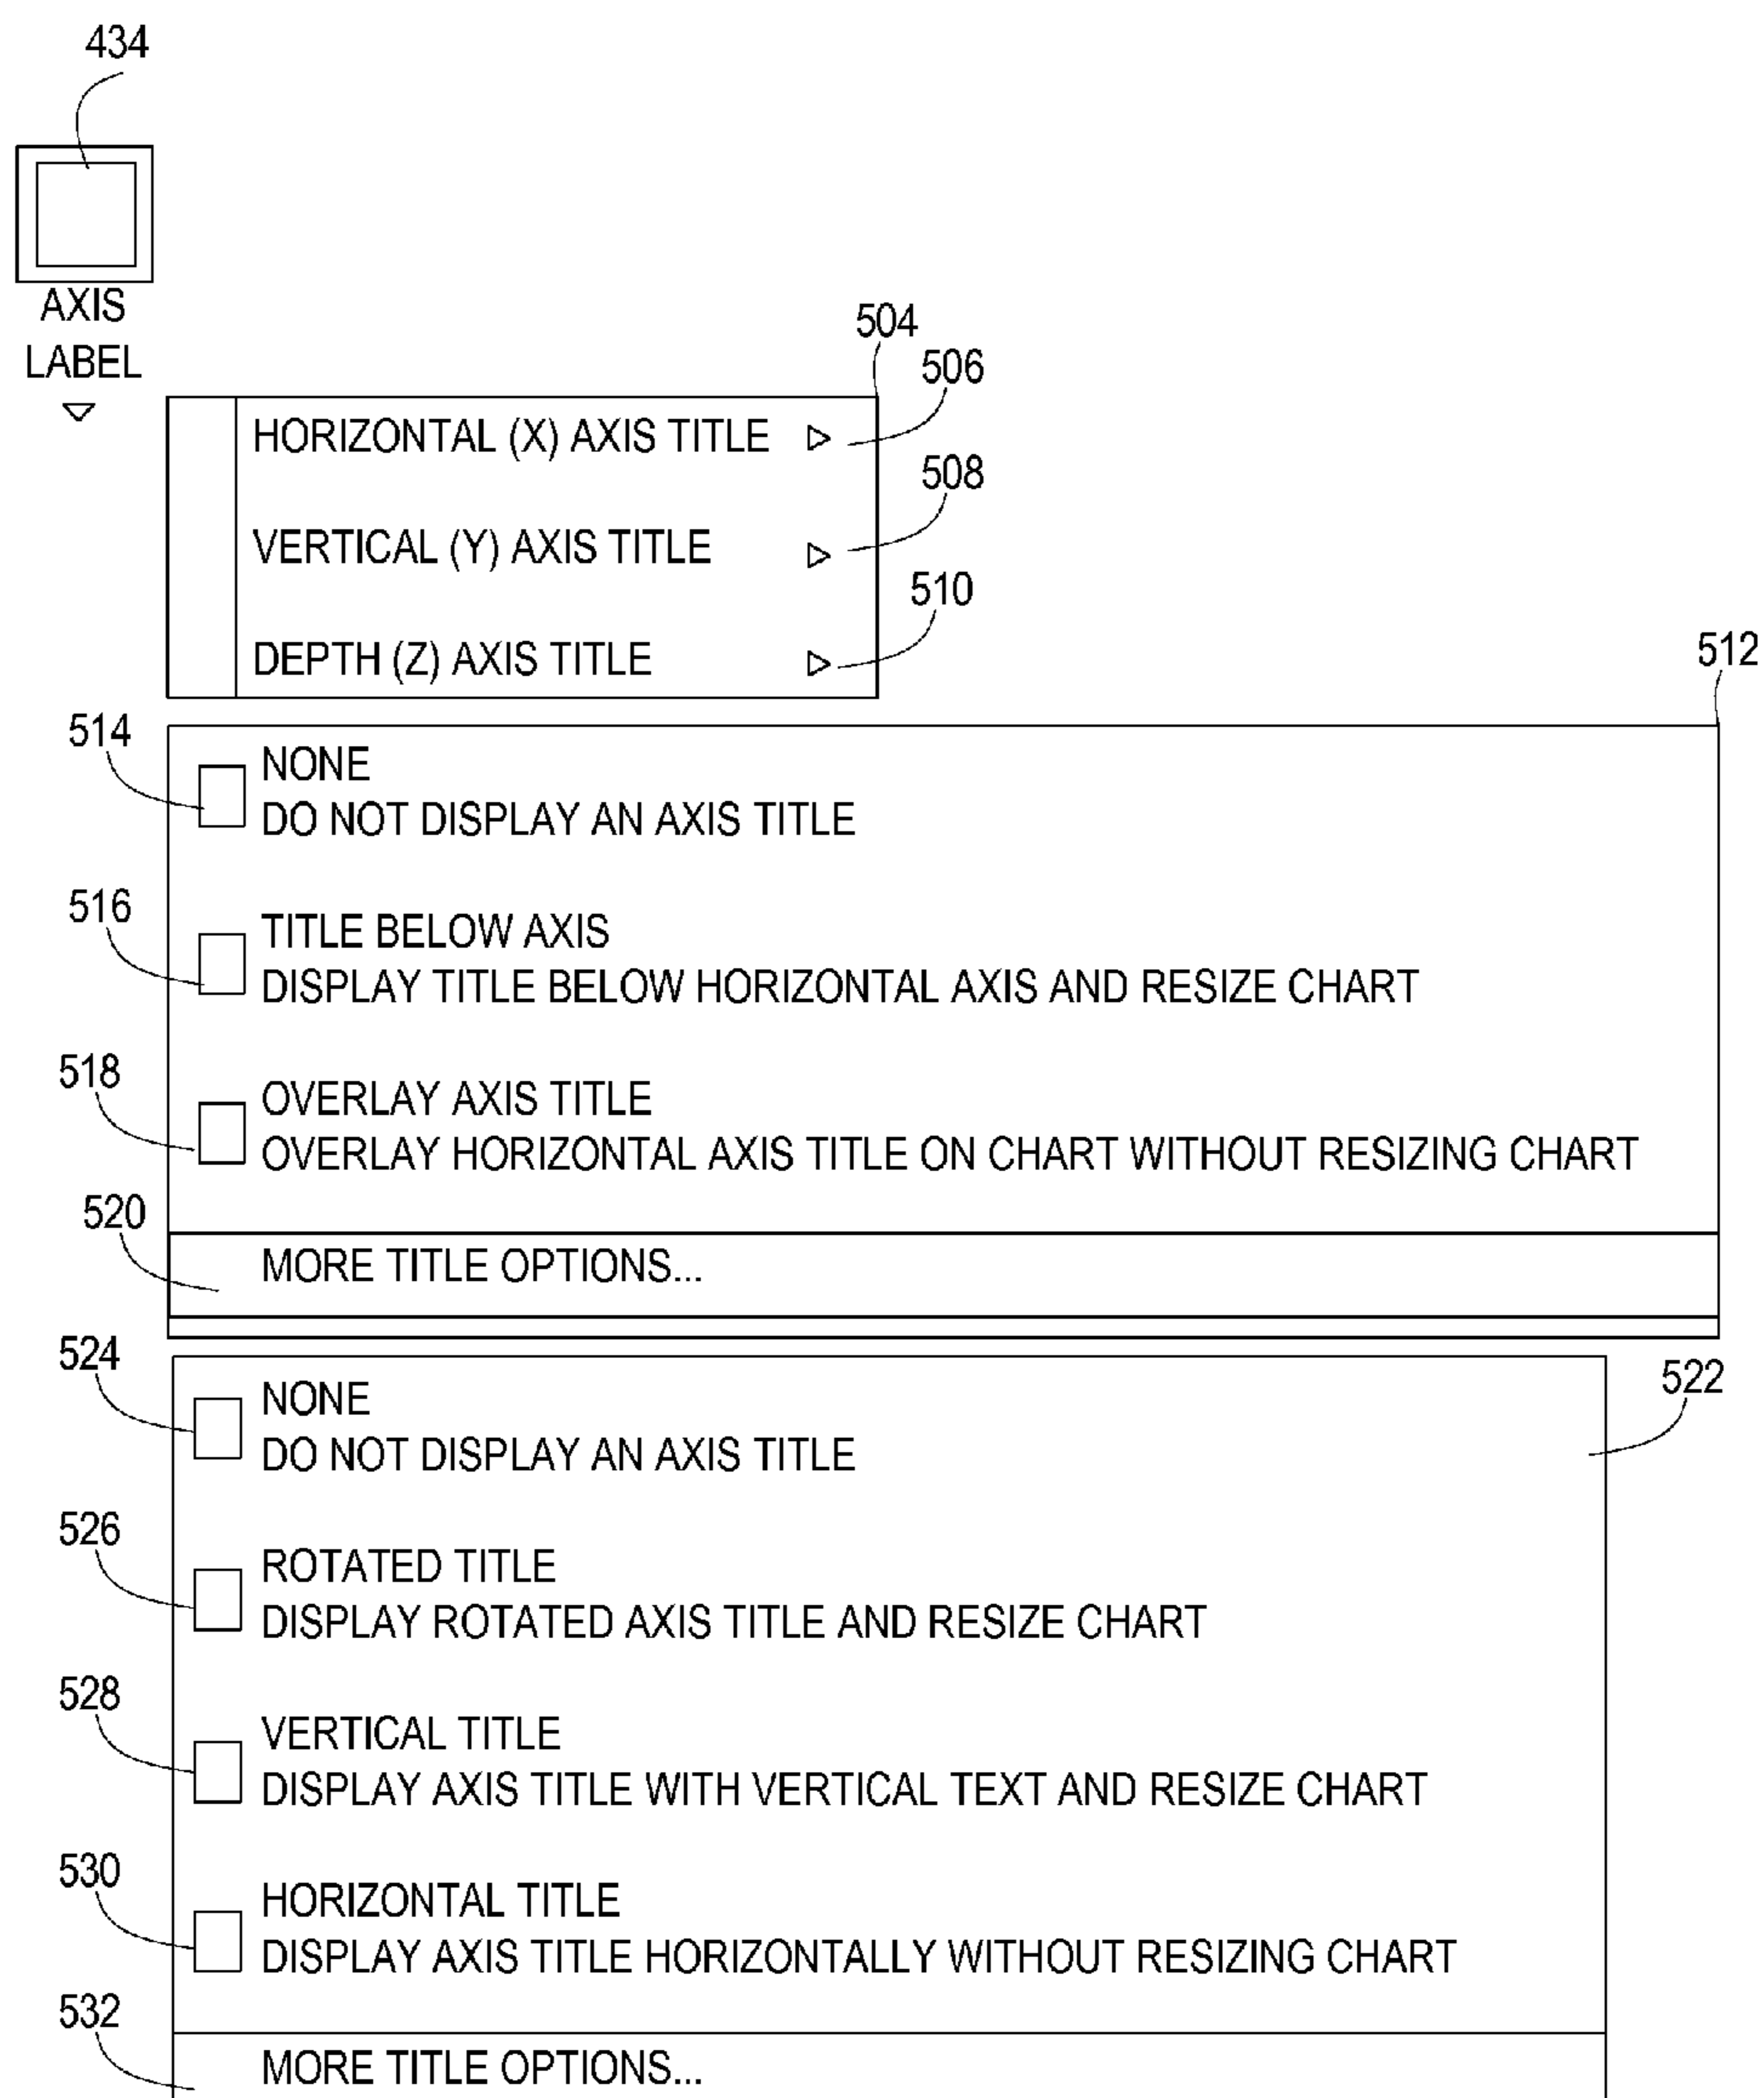 434
AXIS
LABEL
504
506
HORIZONTAL (X) AXIS TITLE
508
VERTICAL (Y) AXIS TITLE
510
DEPTH (Z) AXIS TITLE
512
514
NONE
DO NOT DISPLAY AN AXIS TITLE
516
TITLE BELOW AXIS
DISPLAY TITLE BELOW HORIZONTAL AXIS AND RESIZE CHART
518
OVERLAY AXIS TITLE
OVERLAY HORIZONTAL AXIS TITLE ON CHART WITHOUT RESIZING CHART
520
MORE TITLE OPTIONS...
524
522
NONE
DO NOT DISPLAY AN AXIS TITLE
526
ROTATED TITLE
DISPLAY ROTATED AXIS TITLE AND RESIZE CHART
528
VERTICAL TITLE
DISPLAY AXIS TITLE WITH VERTICAL TEXT AND RESIZE CHART
530
HORIZONTAL TITLE
DISPLAY AXIS TITLE HORIZONTALLY WITHOUT RESIZING CHART
532
MORE TITLE OPTIONS...